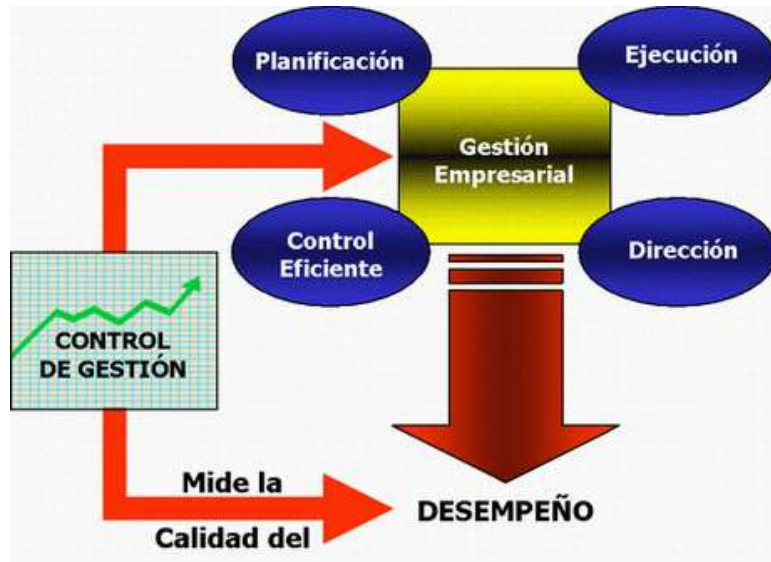 Planificación
Ejecución
Gestión
Empresarial
Control
Eficiente
Dirección
CONTROL
DE GESTIÓN
Mide la
Calidad del
DESEMPEÑO